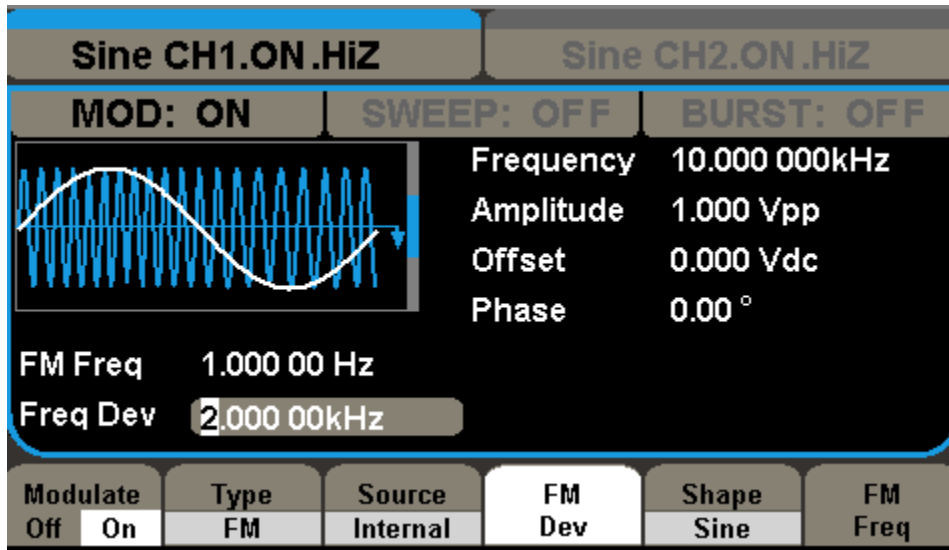 Sine CH1.ON.HiZ
Sine CH2.ON.HiZ
MOD: ON
SWEEP: OFF
BURST: OFF
Frequency 10.000 000kHz
Amplitude 1.000 Vpp
Offset 0.000 Vdc
Phase 0.00 °
FM Freq 1.000 00 Hz
Freq Dev 2.000 00kHz
Modulate
Off On
Type
FM
Source
Internal
FM
Dev
Shape
Sine
FM
Freq